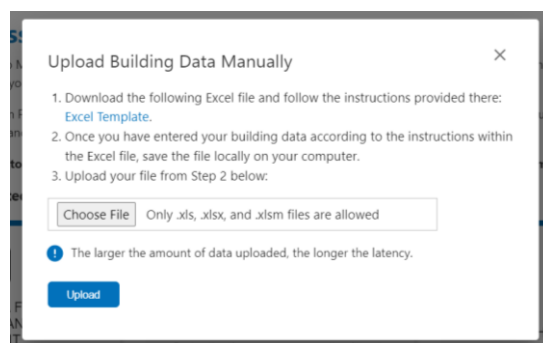 Upload Building Data Manually
1. Download the following Excel file and follow the instructions provided there:
Excel Template.
2. Once you have entered your building data according to the instructions within
the Excel file, save the file locally on your computer.
3. Upload your file from Step 2 below:
Choose File Only .xls, .xlsx, and .xlsm files are allowed
The larger the amount of data uploaded, the longer the latency.
Upload